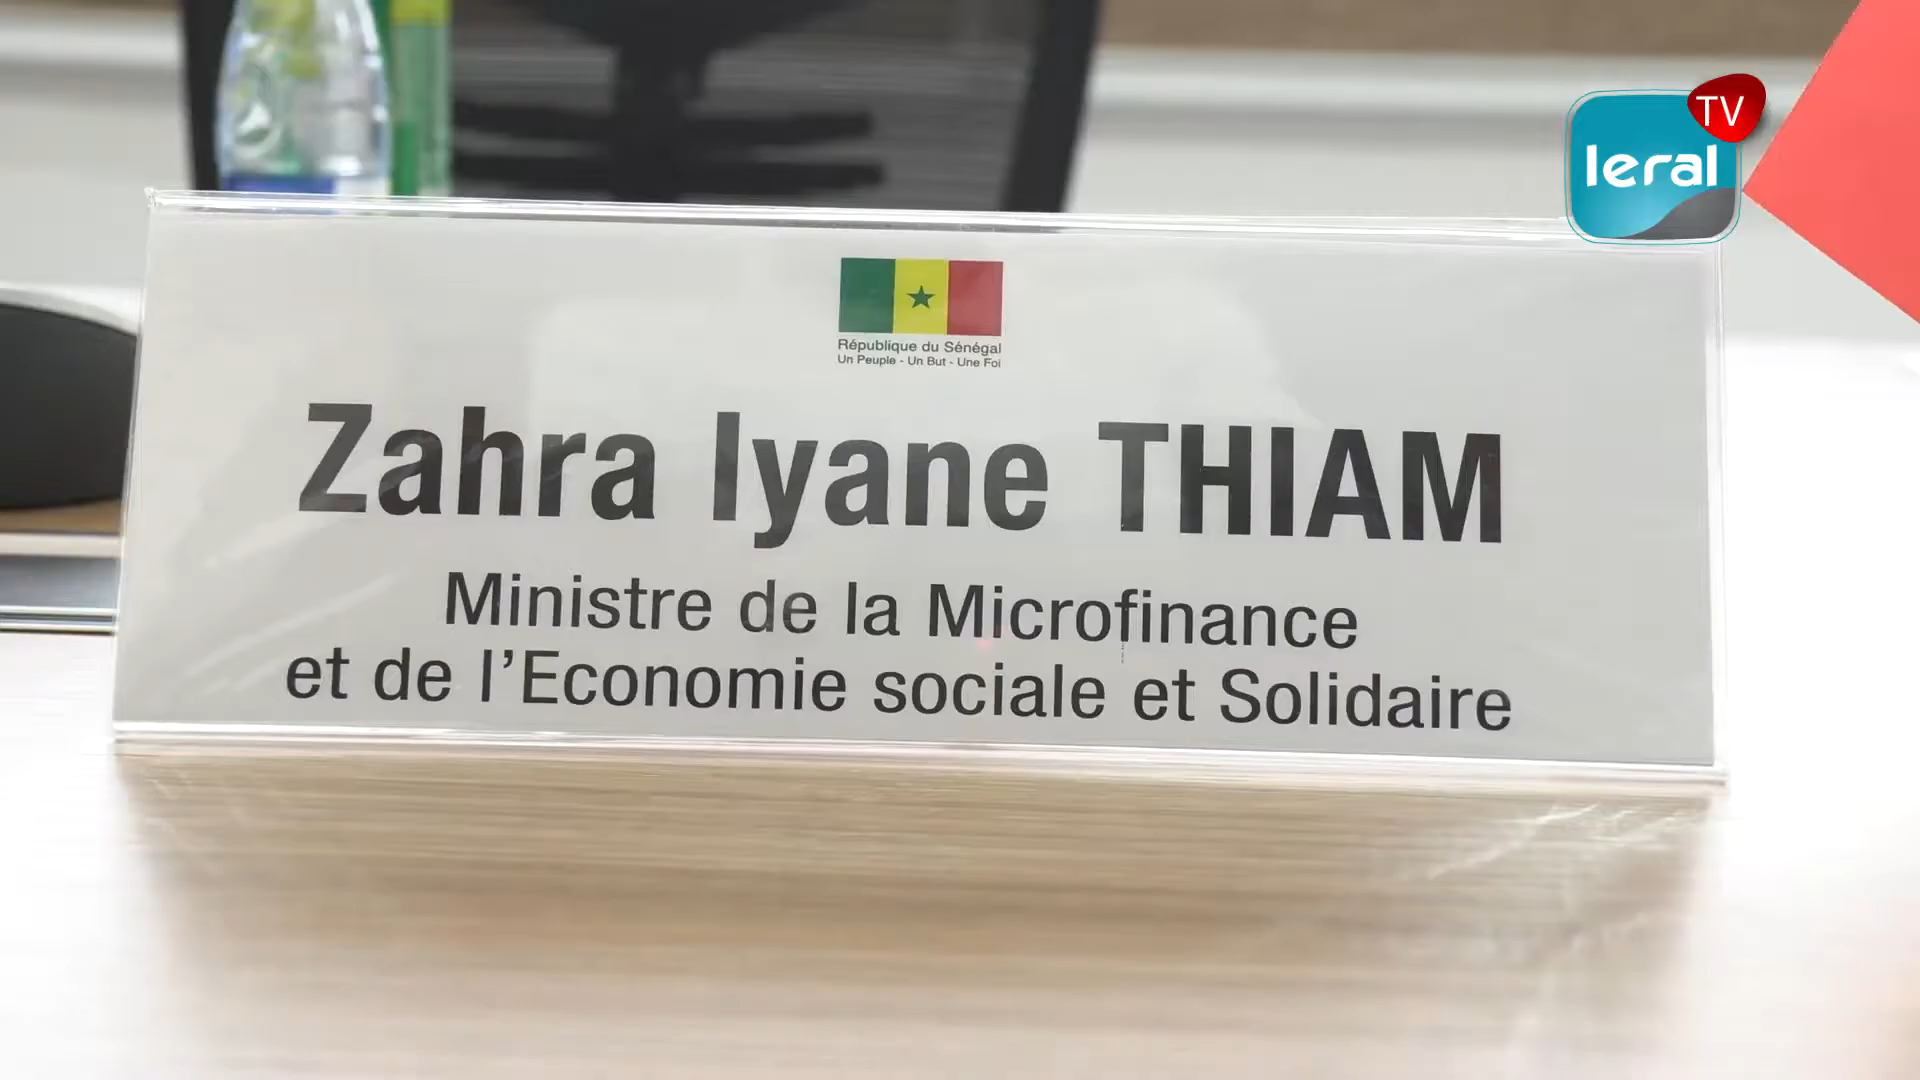 TV
leral
République du Sénégal
Un Peuple - Un But - Une Foi
Zahra Iyane THIAM
Ministre de la Microfinance
et de l'Economie sociale et Solidaire